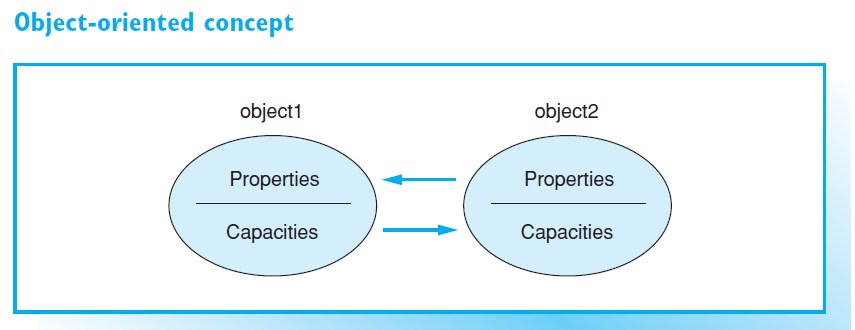 Object-oriented concept
object1 object2
Properties Properties
Capacities Capacities